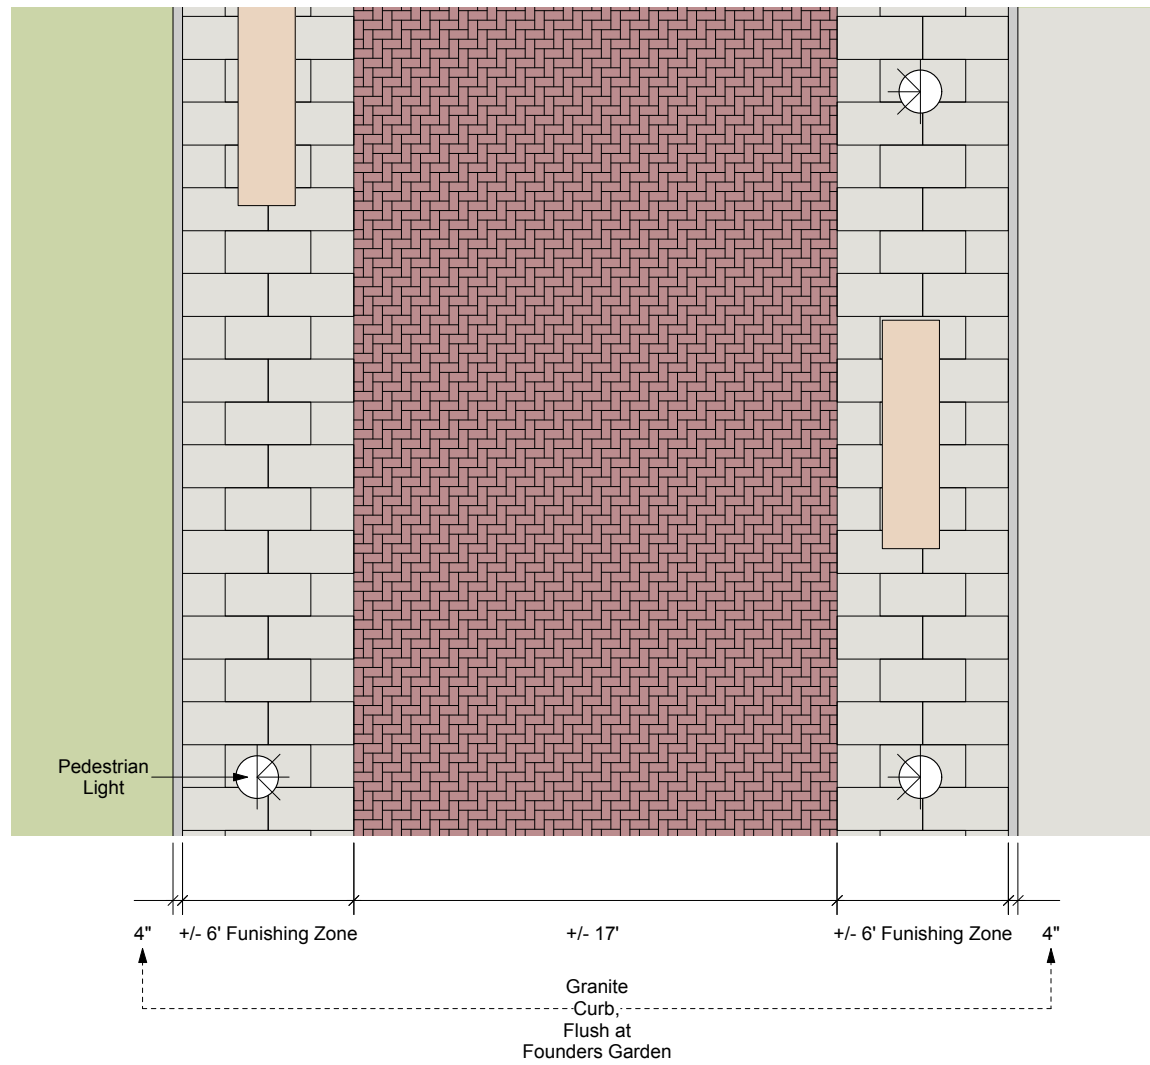 Pedestrian
Light
4" +/- 6' Funishing Zone +/- 17' +/- 6' Funishing Zone 4"
Granite
Curb,
Flush at
Founders Garden